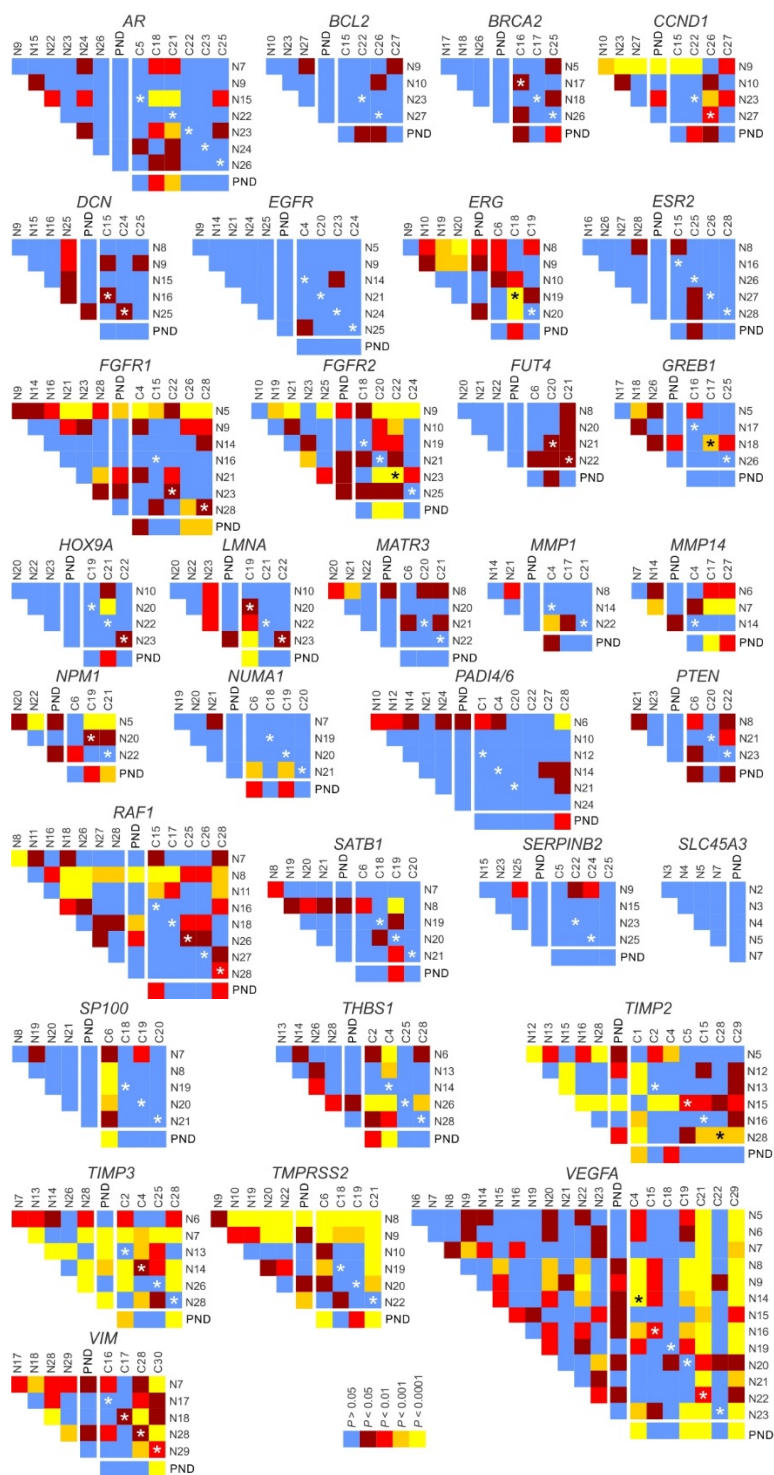 AR
N9 N15 N22 N23 N24 N26 PND C5 C18 C21 C22 C23 C25
N7
N9
N15
N22
N23
N24
N26
PND
BCL2
N10 N23 N27 PND C15 C22 C26 C27
N9
N10
N23
N27
PND
BRCA2
N17 N18 N26 PND C16 C17 C25
N5
N17
N18
N26
PND
CCND1
N10 N23 N27 PND C15 C22 C26 C27
N9
N10
N23
N27
PND
DCN
N9 N15 N16 N25 PND C15 C24 C25
N8
N9
N15
N16
N25
PND
EGFR
N9 N14 N21 N24 N25 PND C4 C20 C23 C24
N5
N9
N14
N21
N24
N25
PND
ERG
N9 N10 N19 N20 PND C6 C18 C19
N8
N9
N10
N19
N20
PND
ESR2
N16 N26 N27 N28 PND C15 C25 C26 C28
N8
N16
N26
N27
N28
PND
FGFR1
N9 N14 N16 N21 N23 N28 PND C4 C15 C22 C26 C28
N5
N9
N14
N16
N21
N23
N28
PND
FGFR2
N10 N19 N21 N23 N25 PND C18 C20 C22 C24
N9
N10
N19
N21
N23
N25
PND
FUT4
N20 N21 N22 PND C6 C20 C21
N8
N20
N21
N22
PND
GREB1
N17 N18 N26 PND C16 C17 C25
N5
N17
N18
N26
PND
HOX9A
N20 N22 N23 PND C19 C21 C22
N10
N20
N22
N23
PND
LMNA
N20 N22 N23 PND C19 C21 C22
N10
N20
N22
N23
PND
MATR3
N20 N21 N22 PND C6 C20 C21
N8
N20
N21
N22
PND
MMP1
N14 N22 PND C4 C17 C21
N8
N14
N22
PND
MMP14
N7 N14 PND C4 C17 C27
N6
N7
N14
PND
NPM1
N20 N22 PND C6 C19 C21
N5
N20
N22
PND
NUMA1
N19 N20 N21 PND C6 C18 C19 C20
N7
N19
N20
N21
PND
PADI4/6
N10 N12 N14 N21 N24 PND C1 C4 C20 C22 C27 C28
N6
N10
N12
N14
N21
N24
PND
PTEN
N21 N23 PND C6 C20 C22
N8
N21
N23
PND
RAF1
N8 N11 N16 N18 N26 N27 N28 PND C15 C17 C25 C26 C28
N7
N8
N11
N16
N18
N26
N27
N28
PND
SATB1
N8 N19 N20 N21 PND C6 C18 C19 C20
N7
N8
N19
N20
N21
PND
SERPINB2
N15 N23 N25 PND C5 C22 C24 C25
N9
N15
N23
N25
PND
SLC45A3
N3 N4 N5 N7 PND
N2
N3
N4
N5
N7
SP100
N8 N19 N20 N21 PND C6 C18 C19 C20
N7
N8
N19
N20
N21
PND
THBS1
N13 N14 N26 N28 PND C2 C4 C25 C28
N6
N13
N14
N26
N28
PND
TIMP2
N12 N13 N15 N16 N28 PND C1 C2 C4 C5 C15 C28 C29
N5
N12
N13
N15
N16
N28
PND
TIMP3
N7 N13 N14 N26 N28 PND C2 C4 C25 C28
N6
N7
N13
N14
N26
N28
PND
TMPRSS2
N9 N10 N19 N20 N22 PND C6 C18 C19 C21
N8
N9
N10
N19
N20
N22
PND
VEGFA
N6 N7 N8 N9 N14 N15 N16 N19 N20 N21 N22 N23 PND C4 C15 C18 C19 C20 C21 C22 C29
N5
N6
N7
N8
N9
N14
N15
N16
N19
N20
N21
N22
N23
PND
VIM
N17 N18 N28 N29 PND C16 C17 C28 C30
N7
N17
N18
N28
N29
PND
P > 0.05
P < 0.05
P < 0.01
P < 0.001
P < 0.0001